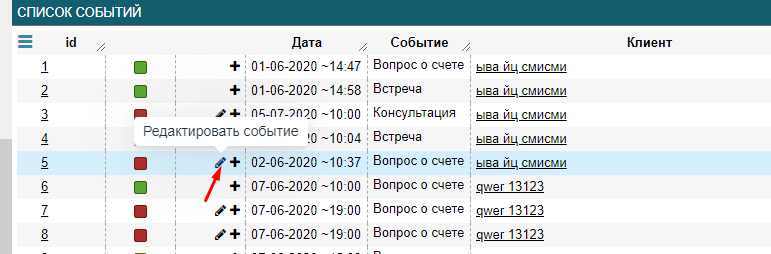 СПИСОК СОБЫТИЙ
id Дата Событие Клиент
1 01-06-2020 ~14:47 Вопрос о счете ыва йц смисми
2 01-06-2020 ~14:58 Встреча ыва йц смисми
3 05-07-2020 ~10:00 Консультация ыва йц смисми
Редактировать событие
4 ~10:04 Встреча ыва йц смисми
5 02-06-2020 ~10:37 Вопрос о счете ыва йц смисми
6 07-06-2020 ~10:00 Вопрос о счете qwer 13123
7 07-06-2020 ~19:00 Вопрос о счете qwer 13123
8 07-06-2020 ~19:00 Вопрос о счете qwer 13123